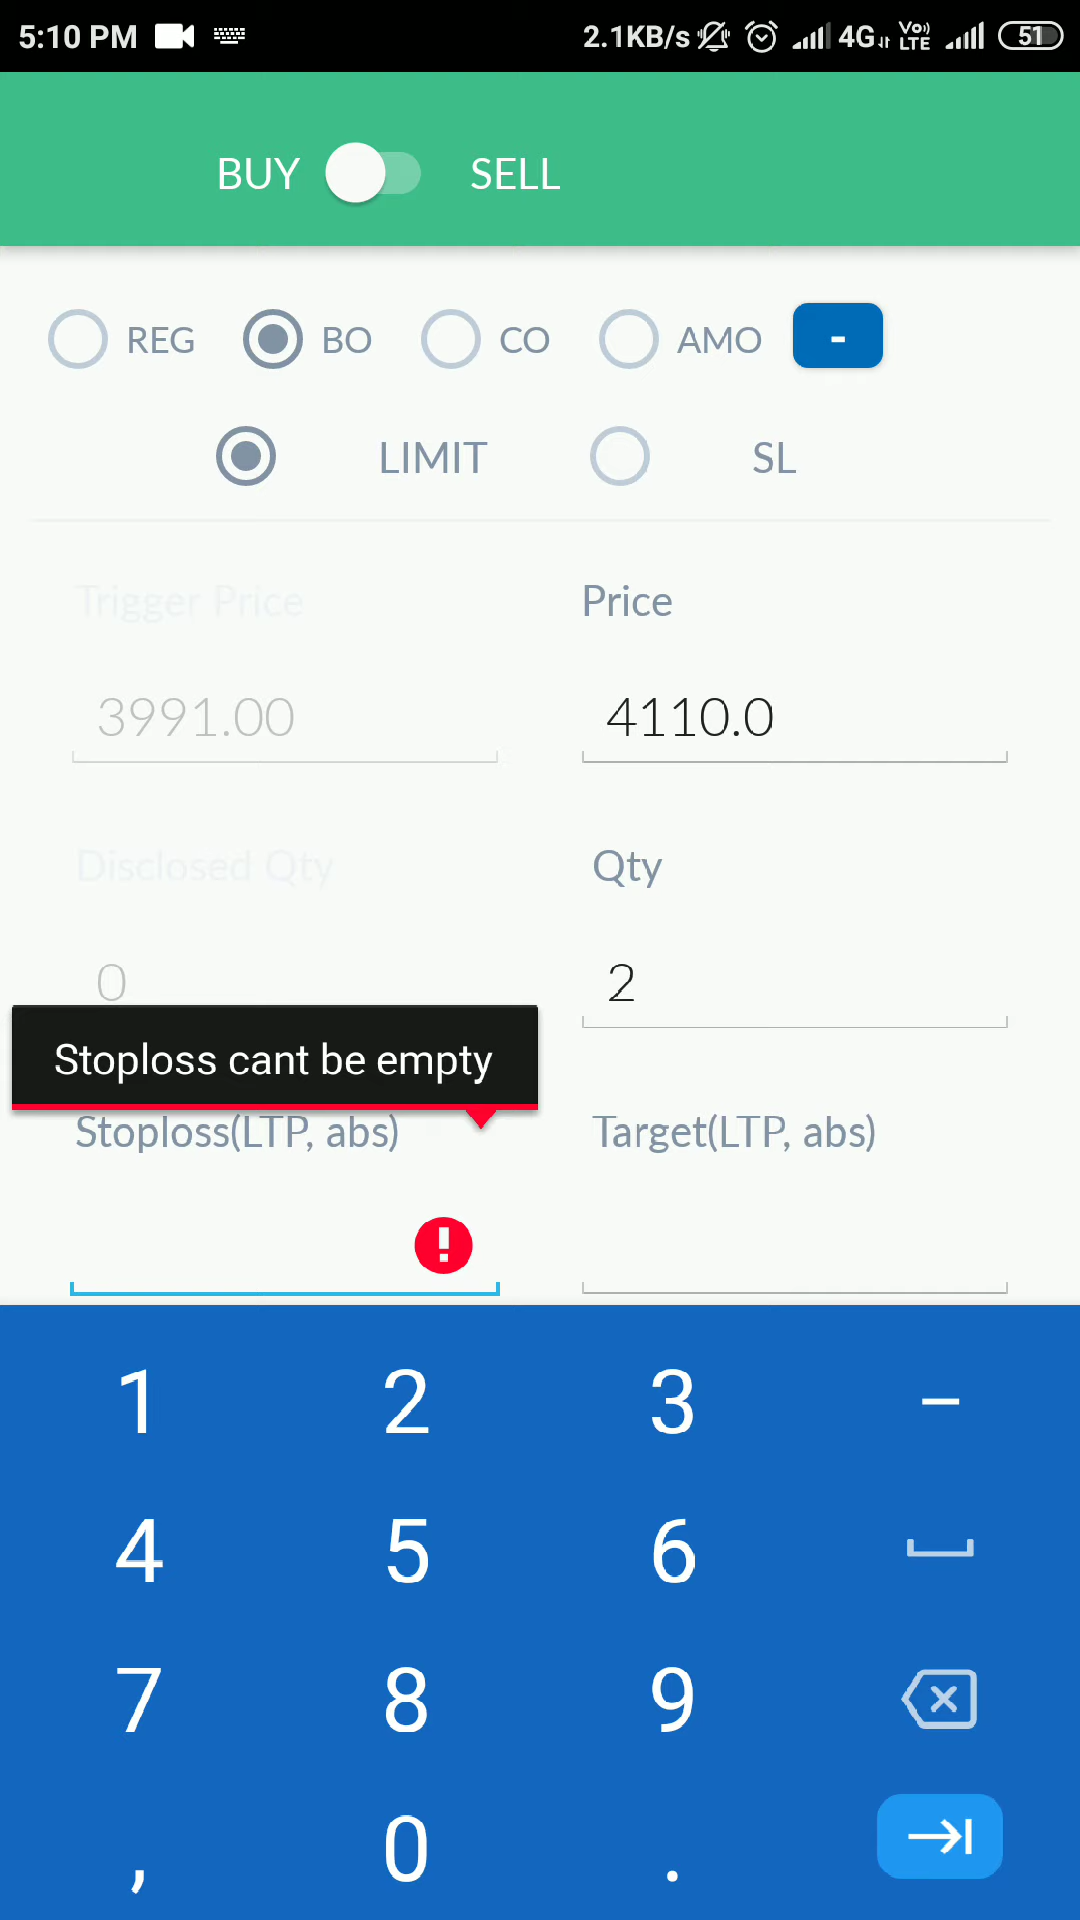 5:10 PM 2.1KB/s 4G Vo) LTE 51
BUY SELL
REG BO CO AMO -
LIMIT SL
Trigger Price Price
3991.00 4110.0
Disclosed Qty Qty
0 2
Stoploss cant be empty
Stoploss(LTP, abs) Target(LTP, abs)
!
1 2 3 –
4 5 6
7 8 9
, 0 .